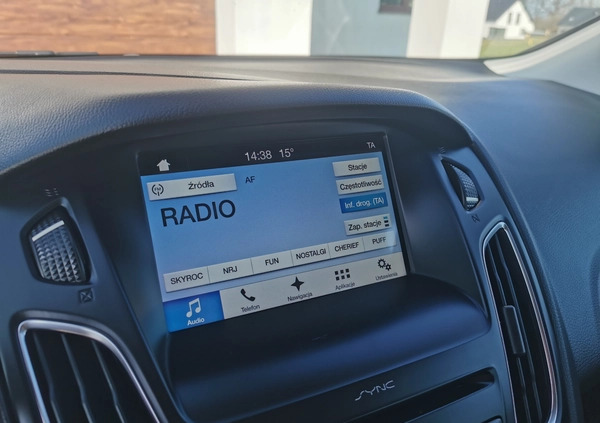 14:38 15° TA
Źródła AF Stacje
Częstotliwość
RADIO Inf. drog. (TA)
Zap. stacje
SKYROC NRJ FUN NOSTALGI CHERIEF PUFF
Audio Telefon Nawigacja Aplikacje Ustawienia
SYNC